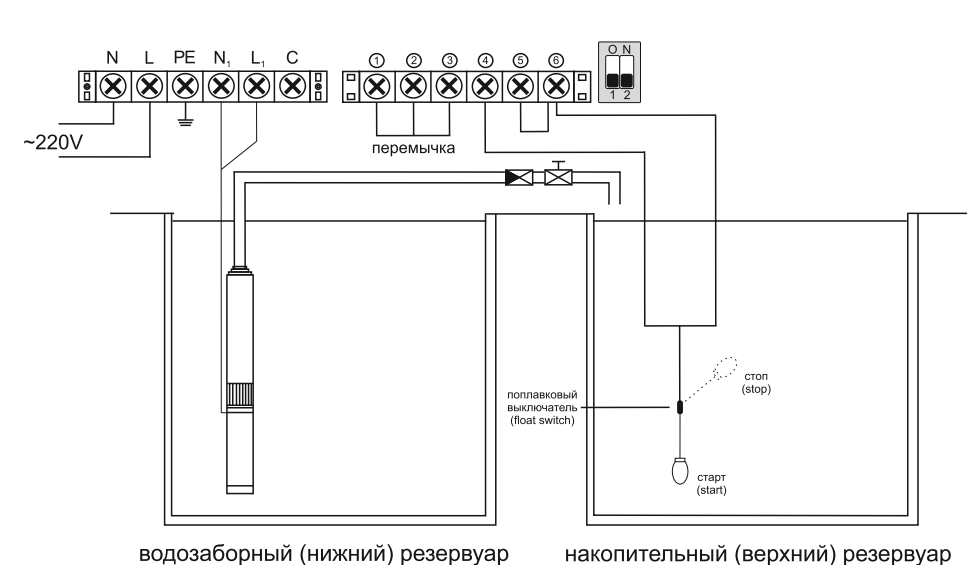 N L PE N₁ L₁ C
1 2 3 4 5 6
ON
1 2
~220V
перемычка
поплавковый
выключатель
(float switch)
стоп
(stop)
старт
(start)
водозаборный (нижний) резервуар
накопительный (верхний) резервуар